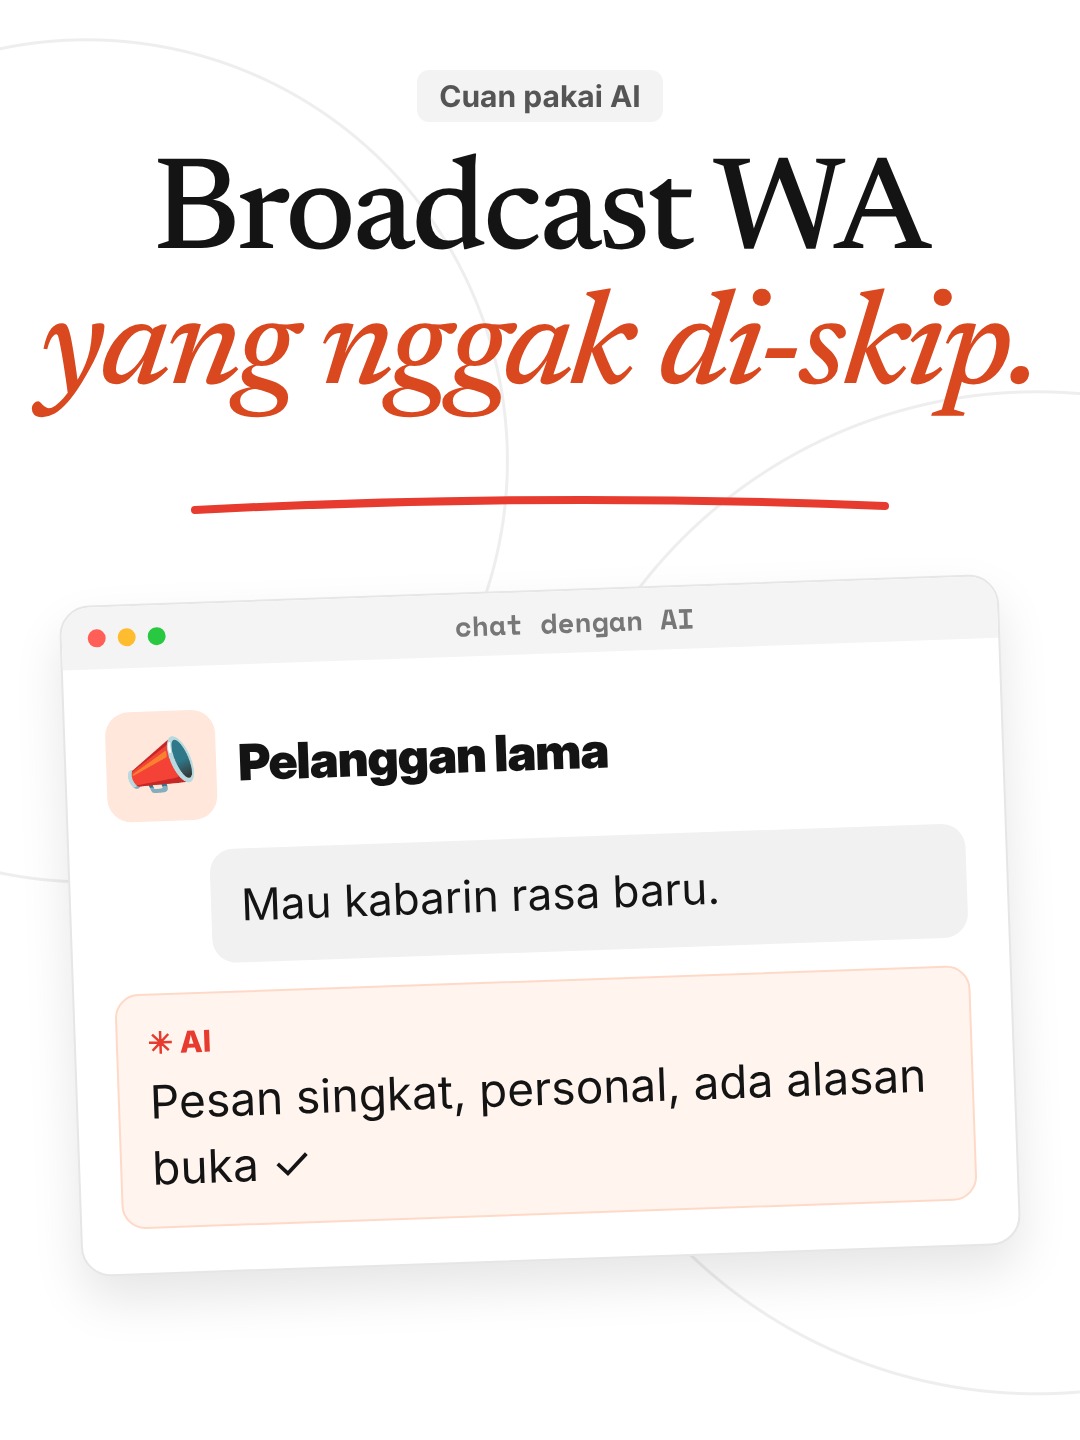 Cuan pakai AI
Broadcast WA
yang nggak di-skip.
chat dengan AI
Pelanggan lama
Mau kabarin rasa baru.
✳ AI
Pesan singkat, personal, ada alasan
buka ✓